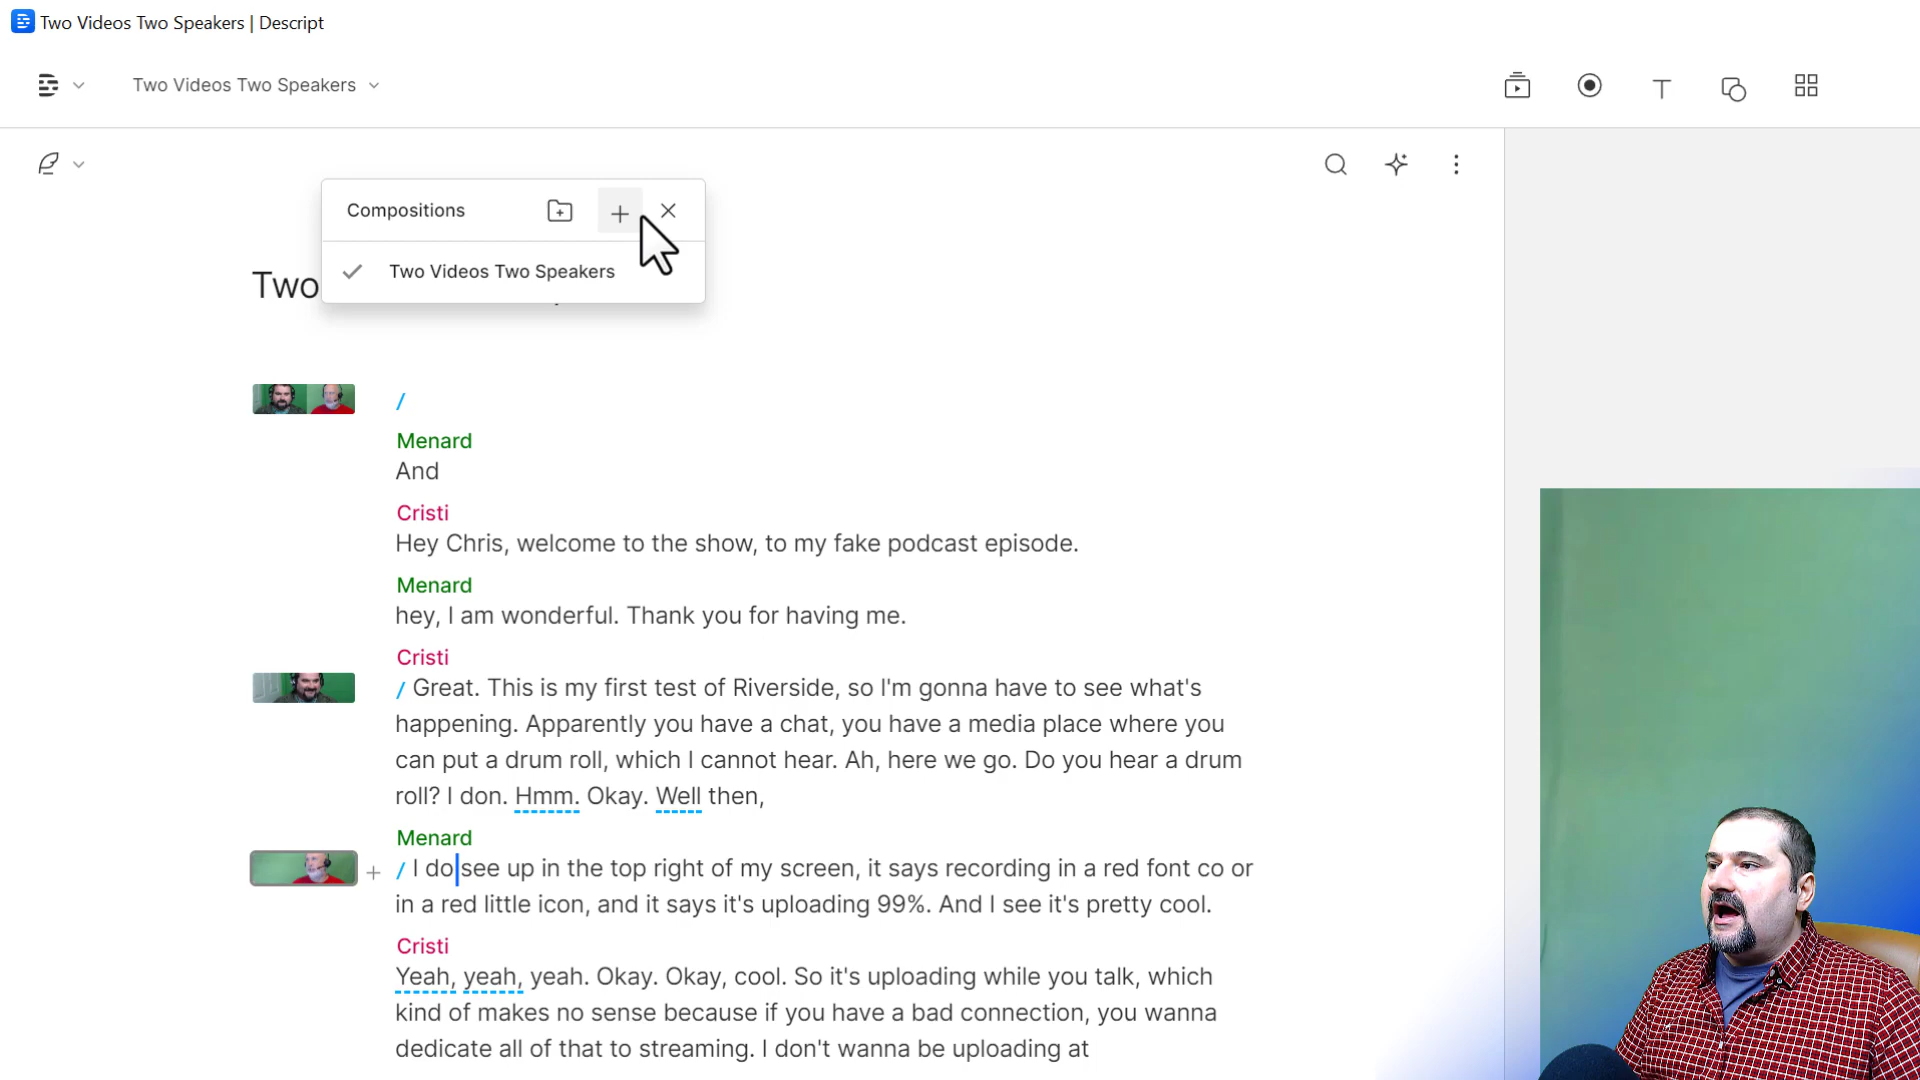 Two Videos Two Speakers | Descript
Two Videos Two Speakers
Compositions
Two Videos Two Speakers
Two
/
Menard
And
Cristi
Hey Chris, welcome to the show, to my fake podcast episode.
Menard
hey, I am wonderful. Thank you for having me.
Cristi
/ Great. This is my first test of Riverside, so I'm gonna have to see what's
happening. Apparently you have a chat, you have a media place where you
can put a drum roll, which I cannot hear. Ah, here we go. Do you hear a drum
roll? I don. Hmm. Okay. Well then,
Menard
/ I do see up in the top right of my screen, it says recording in a red font co or
in a red little icon, and it says it's uploading 99%. And I see it's pretty cool.
Cristi
Yeah, yeah, yeah. Okay. Okay, cool. So it's uploading while you talk, which
kind of makes no sense because if you have a bad connection, you wanna
dedicate all of that to streaming. I don't wanna be uploading at